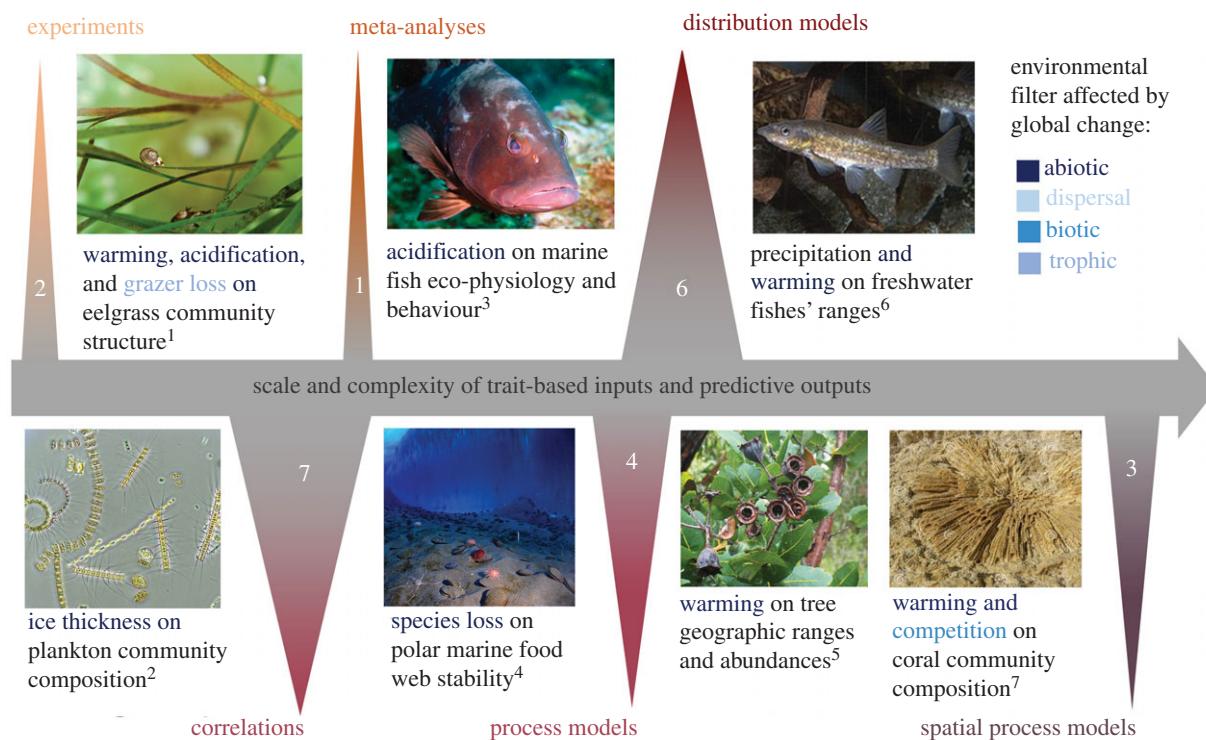 experiments
meta-analyses
distribution models
environmental
filter affected by
global change:
abiotic
dispersal
biotic
trophic
warming, acidification,
and grazer loss on
eelgrass community
structure1
acidification on marine
fish eco-physiology and
behaviour3
precipitation and
warming on freshwater
fishes' ranges6
2
1
6
scale and complexity of trait-based inputs and predictive outputs
7
4
3
ice thickness on
plankton community
composition2
species loss on
polar marine food
web stability4
warming on tree
geographic ranges
and abundances5
warming and
competition on
coral community
composition7
correlations
process models
spatial process models